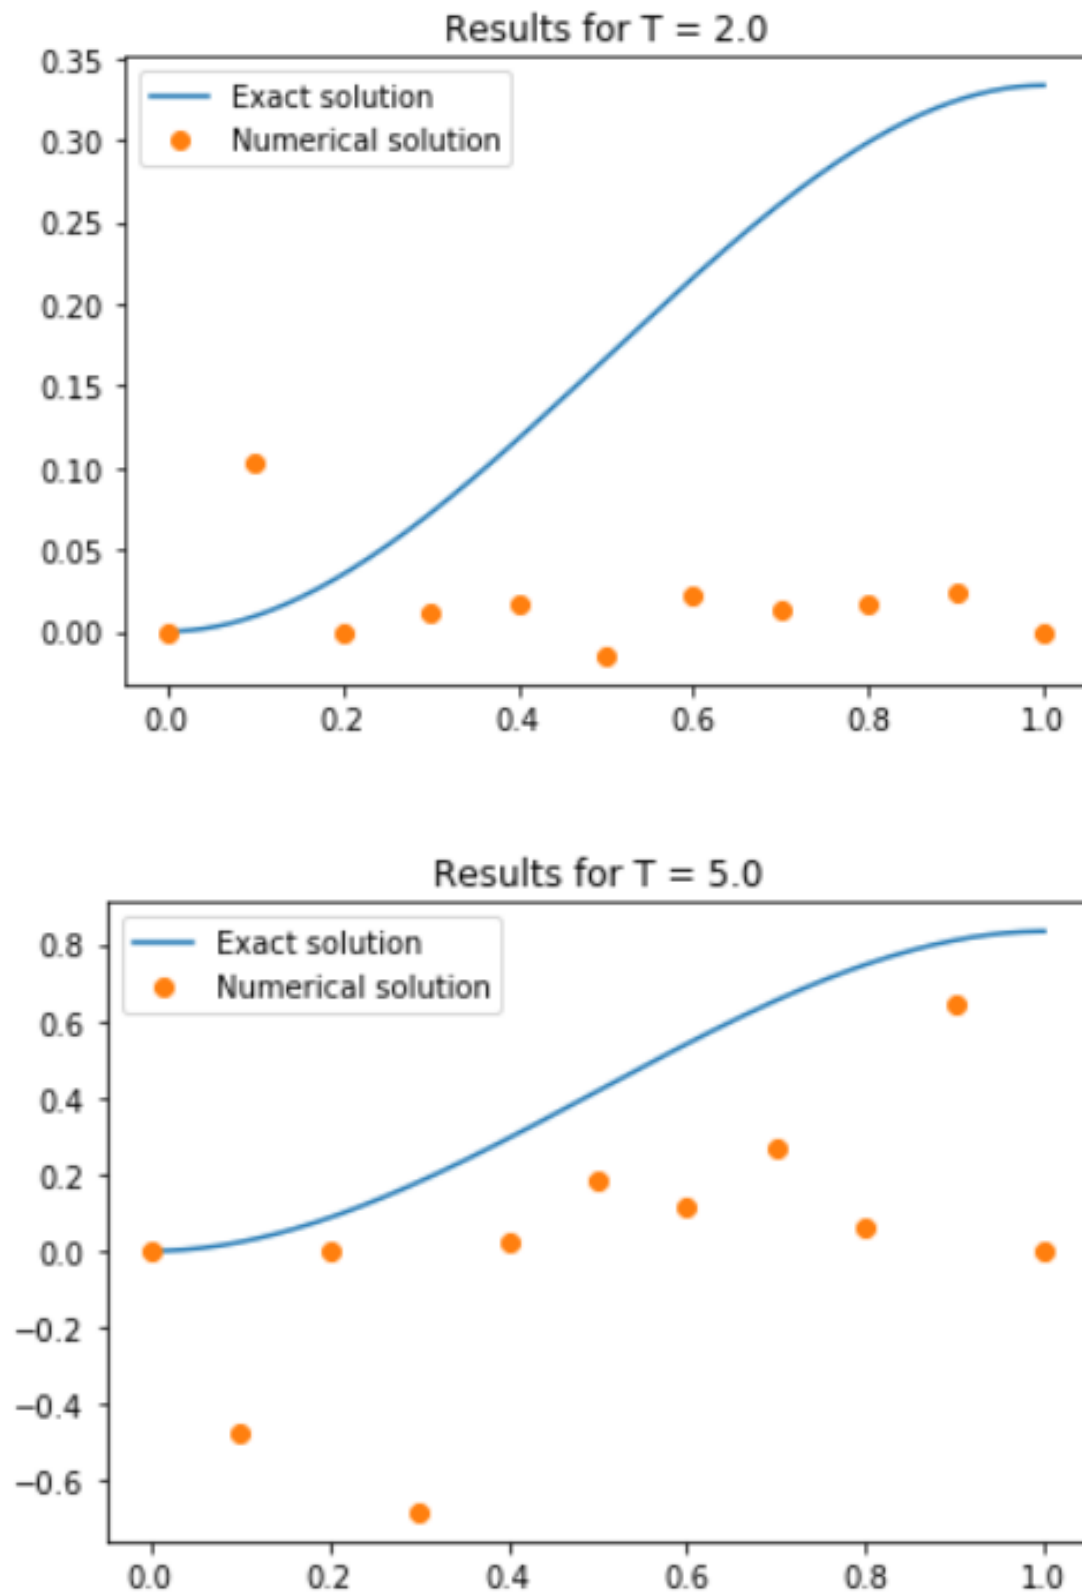 Results for T = 2.0
0.35
Exact solution
Numerical solution
0.30
0.25
0.20
0.15
0.10
0.05
0.00
0.0 0.2 0.4 0.6 0.8 1.0
Results for T = 5.0
Exact solution
Numerical solution
0.8
0.6
0.4
0.2
0.0
−0.2
−0.4
−0.6
0.0 0.2 0.4 0.6 0.8 1.0